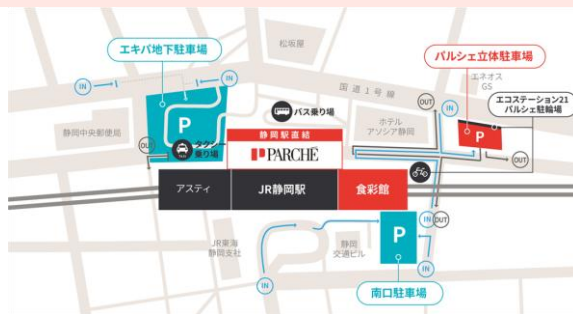 松坂屋
エキパ地下駐車場
パルシェ立体駐車場
IN
IN
国道1号線
エネオス
GS
P
バス乗り場
OUT
IN
エコステーション21
パルシェ駐輪場
静岡中央郵便局
ホテル
アソシア静岡
P
OUT
タクシー
乗り場
静岡駅直結
PARCHE
OUT
アスティ
JR静岡駅
食彩館
IN
OUT
P
JR東海
静岡支社
静岡
交通ビル
IN
IN
南口駐車場